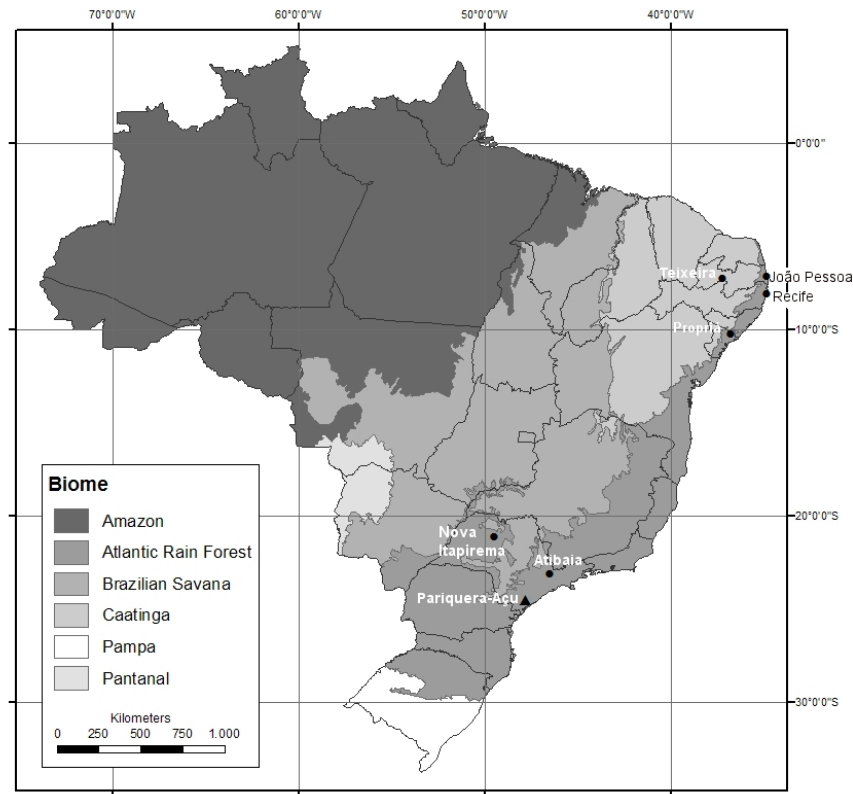 70°0'0"W 60°0'0"W 50°0'0"W 40°0'0"W
0°0'0"
Teixeira
João Pessoa
Recife
Propria
10°0'0"S
Biome
Amazon
Atlantic Rain Forest
Brazilian Savana
Caatinga
Pampa
Pantanal
Kilometers
0 250 500 750 1.000
20°0'0"S
Nova
Itapirema
Atibaia
Pariquera-Açu
30°0'0"S